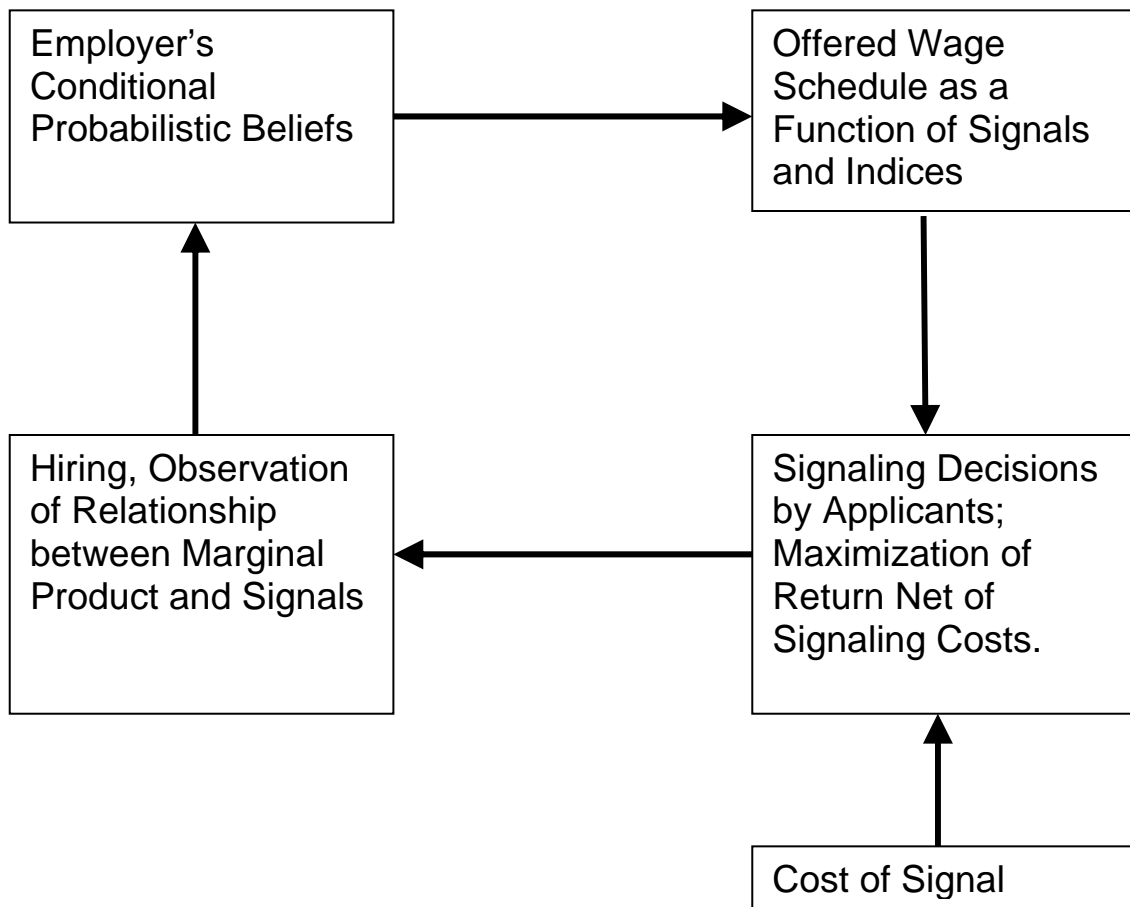 Employer’s
Conditional
Probabilistic Beliefs
Offered Wage
Schedule as a
Function of Signals
and Indices
Hiring, Observation
of Relationship
between Marginal
Product and Signals
Signaling Decisions
by Applicants;
Maximization of
Return Net of
Signaling Costs.
Cost of Signal